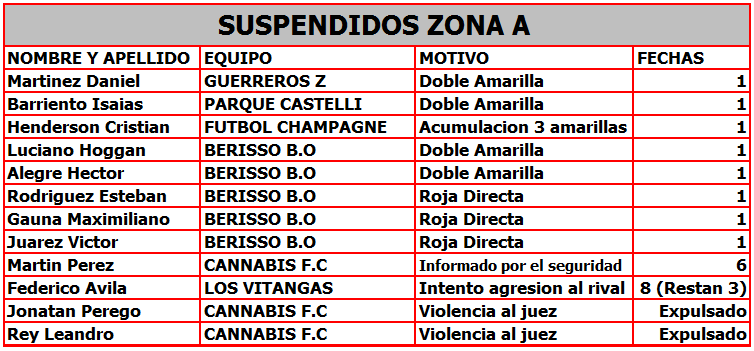 SUSPENDIDOS ZONA A
NOMBRE Y APELLIDO EQUIPO MOTIVO FECHAS
Martinez Daniel GUERREROS Z Doble Amarilla 1
Barriento Isaias PARQUE CASTELLI Doble Amarilla 1
Henderson Cristian FUTBOL CHAMPAGNE Acumulacion 3 amarillas 1
Luciano Hoggan BERISSO B.O Doble Amarilla 1
Alegre Hector BERISSO B.O Doble Amarilla 1
Rodriguez Esteban BERISSO B.O Roja Directa 1
Gauna Maximiliano BERISSO B.O Roja Directa 1
Juarez Victor BERISSO B.O Roja Directa 1
Martin Perez CANNABIS F.C Informado por el seguridad 6
Federico Avila LOS VITANGAS Intento agresion al rival 8 (Restan 3)
Jonatan Perego CANNABIS F.C Violencia al juez Expulsado
Rey Leandro CANNABIS F.C Violencia al juez Expulsado